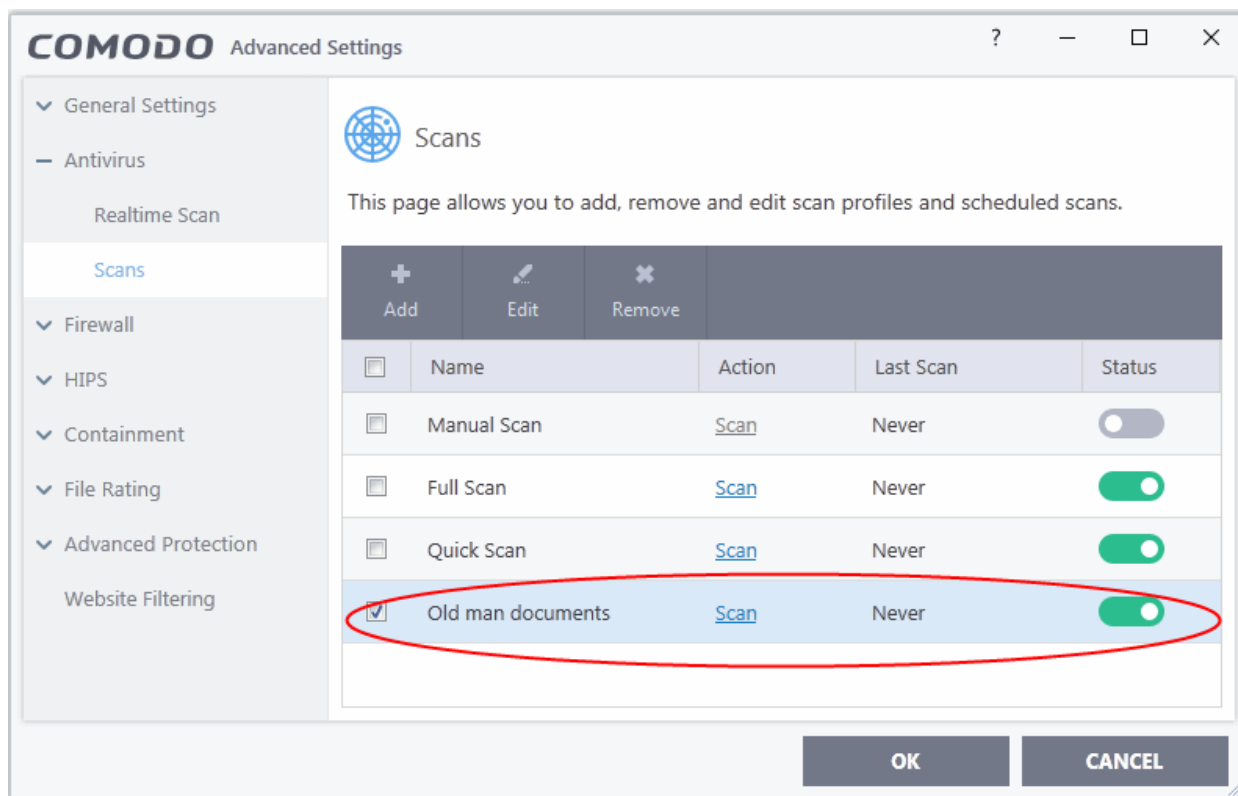 COMODO Advanced Settings ?
General Settings
Antivirus
Realtime Scan
Scans
Firewall
HIPS
Containment
File Rating
Advanced Protection
Website Filtering
Scans
This page allows you to add, remove and edit scan profiles and scheduled scans.
Add Edit Remove
Name Action Last Scan Status
Manual Scan Scan Never
Full Scan Scan Never
Quick Scan Scan Never
Old man documents Scan Never
OK CANCEL